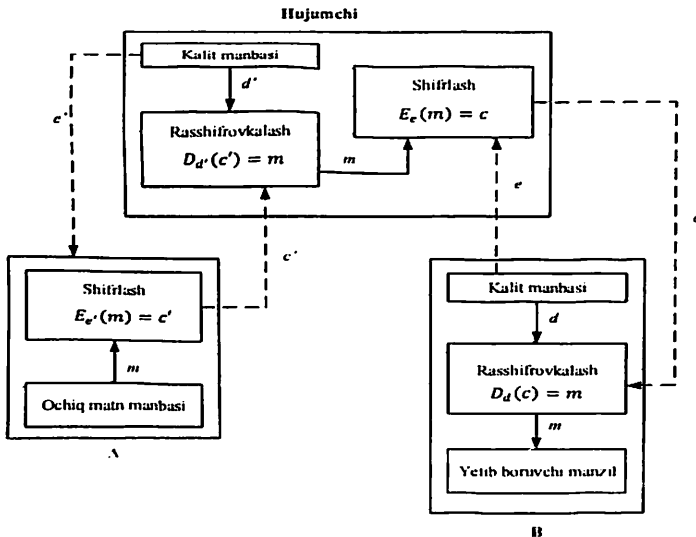 Hujumchi
Kalit manbasi
d'
Shifrlash
E_e(m) = c
Rasshifrovkalash
D_d'(c') = m
m
e'
e
c
c'
Shifrlash
E_e'(m) = c'
m
Ochiq matn manbasi
A
Kalit manbasi
d
Rasshifrovkalash
D_d(c) = m
m
Yetib boruvchi manzil
B